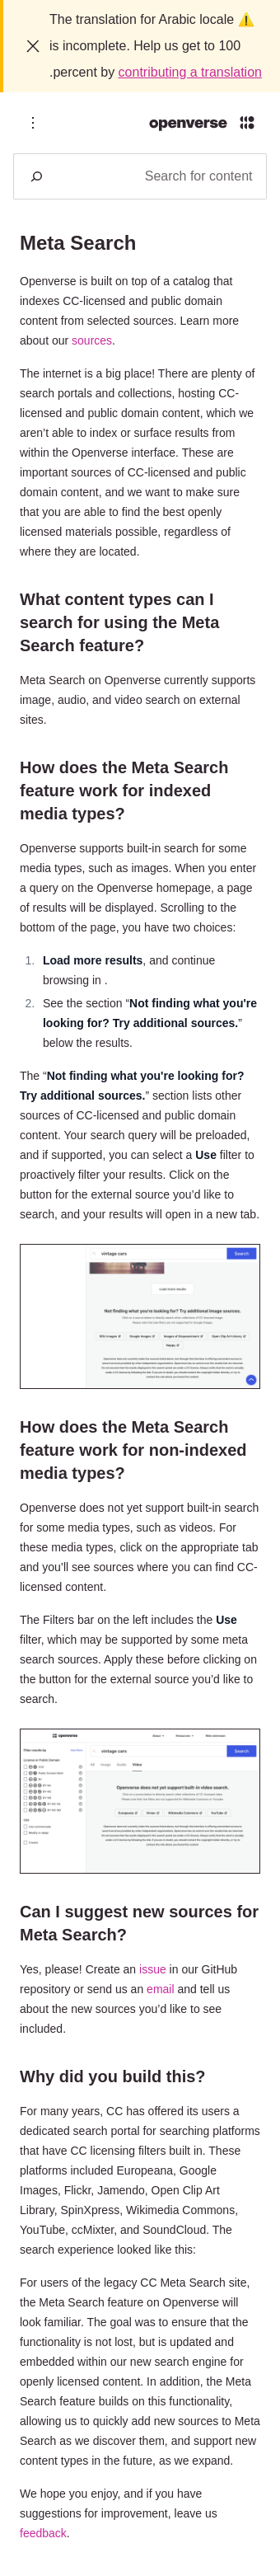 The translation for Arabic locale ⚠️
is incomplete. Help us get to 100
.percent by contributing a translation
openverse
Search for content
Meta Search
Openverse is built on top of a catalog that
indexes CC-licensed and public domain
content from selected sources. Learn more
about our sources.
The internet is a big place! There are plenty of
search portals and collections, hosting CC-
licensed and public domain content, which we
aren’t able to index or surface results from
within the Openverse interface. These are
important sources of CC-licensed and public
domain content, and we want to make sure
that you are able to find the best openly
licensed materials possible, regardless of
where they are located.
What content types can I
search for using the Meta
Search feature?
Meta Search on Openverse currently supports
image, audio, and video search on external
sites.
How does the Meta Search
feature work for indexed
media types?
Openverse supports built-in search for some
media types, such as images. When you enter
a query on the Openverse homepage, a page
of results will be displayed. Scrolling to the
bottom of the page, you have two choices:
1. Load more results, and continue
browsing in .
2. See the section “Not finding what you're
looking for? Try additional sources.”
below the results.
The “Not finding what you're looking for?
Try additional sources.” section lists other
sources of CC-licensed and public domain
content. Your search query will be preloaded,
and if supported, you can select a Use filter to
proactively filter your results. Click on the
button for the external source you’d like to
search, and your results will open in a new tab.
vintage cars
Search
Load more results
Not finding what you're looking for? Try additional image sources.
How does the Meta Search
feature work for non-indexed
media types?
Openverse does not yet support built-in search
for some media types, such as videos. For
these media types, click on the appropriate tab
and you’ll see sources where you can find CC-
licensed content.
The Filters bar on the left includes the Use
filter, which may be supported by some meta
search sources. Apply these before clicking on
the button for the external source you’d like to
search.
openverse
vintage cars
Search
Openverse does not yet support built-in video search.
Can I suggest new sources for
Meta Search?
Yes, please! Create an issue in our GitHub
repository or send us an email and tell us
about the new sources you’d like to see
included.
Why did you build this?
For many years, CC has offered its users a
dedicated search portal for searching platforms
that have CC licensing filters built in. These
platforms included Europeana, Google
Images, Flickr, Jamendo, Open Clip Art
Library, SpinXpress, Wikimedia Commons,
YouTube, ccMixter, and SoundCloud. The
search experience looked like this:
For users of the legacy CC Meta Search site,
the Meta Search feature on Openverse will
look familiar. The goal was to ensure that the
functionality is not lost, but is updated and
embedded within our new search engine for
openly licensed content. In addition, the Meta
Search feature builds on this functionality,
allowing us to quickly add new sources to Meta
Search as we discover them, and support new
content types in the future, as we expand.
We hope you enjoy, and if you have
suggestions for improvement, leave us
feedback.